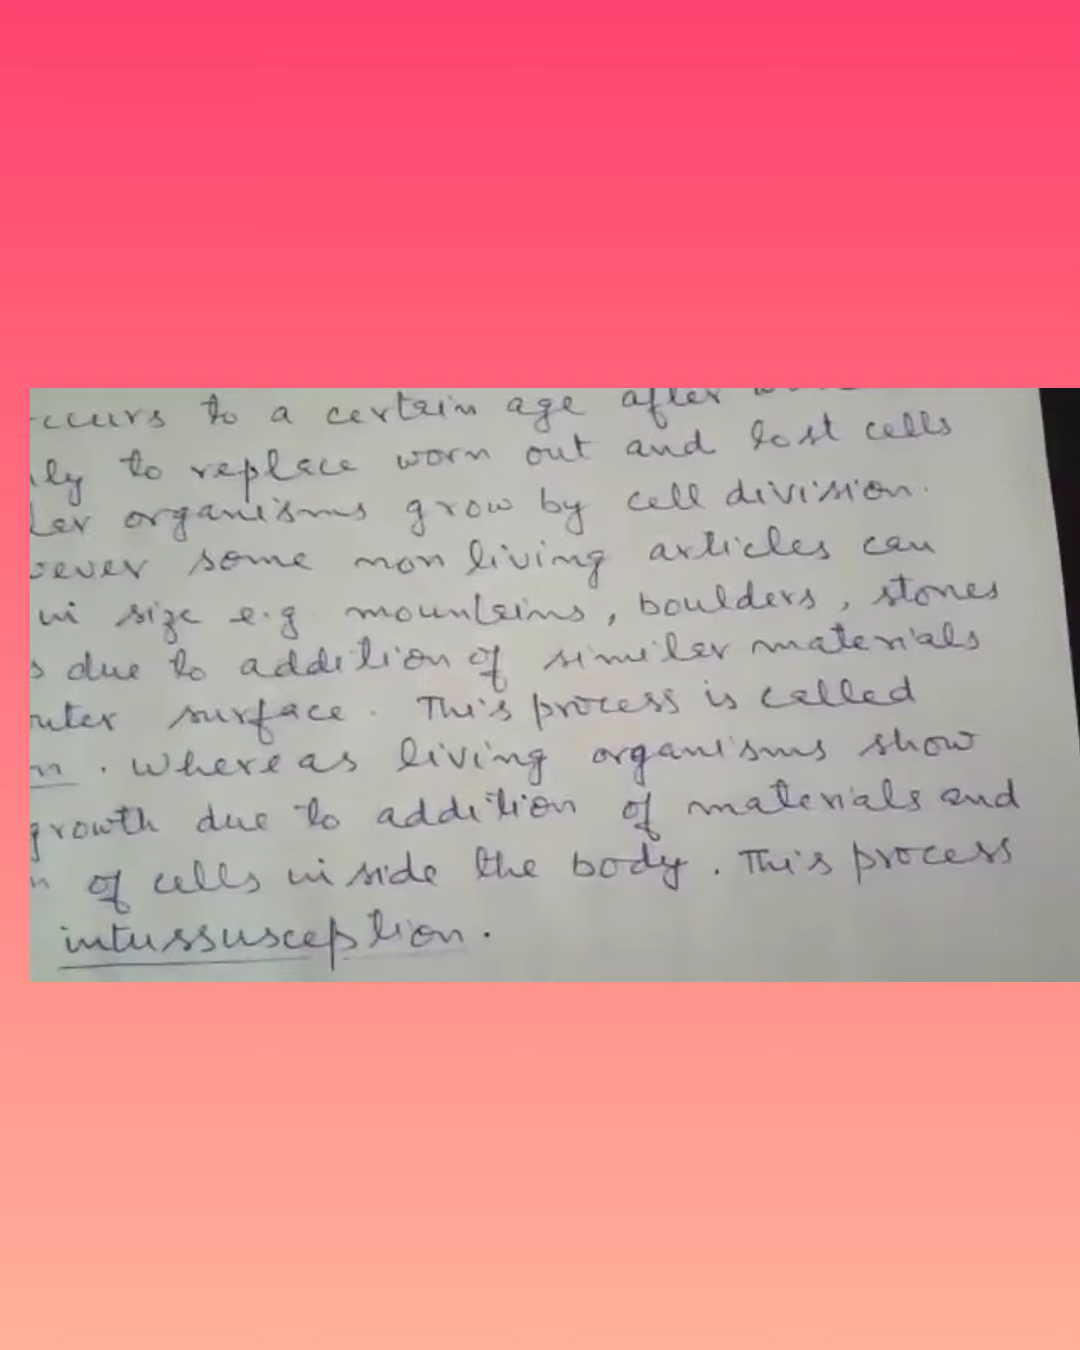 ccurs to a certain age after
ly to replace worn out and lost cells
ler organisms grow by cell division.
ever some non living articles can
in size e.g. mountains, boulders, stones
s due to addition of similar materials
uter surface. This process is called
. Whereas living organisms show
growth due to addition of materials and
of cells inside the body. This process
intussusception.